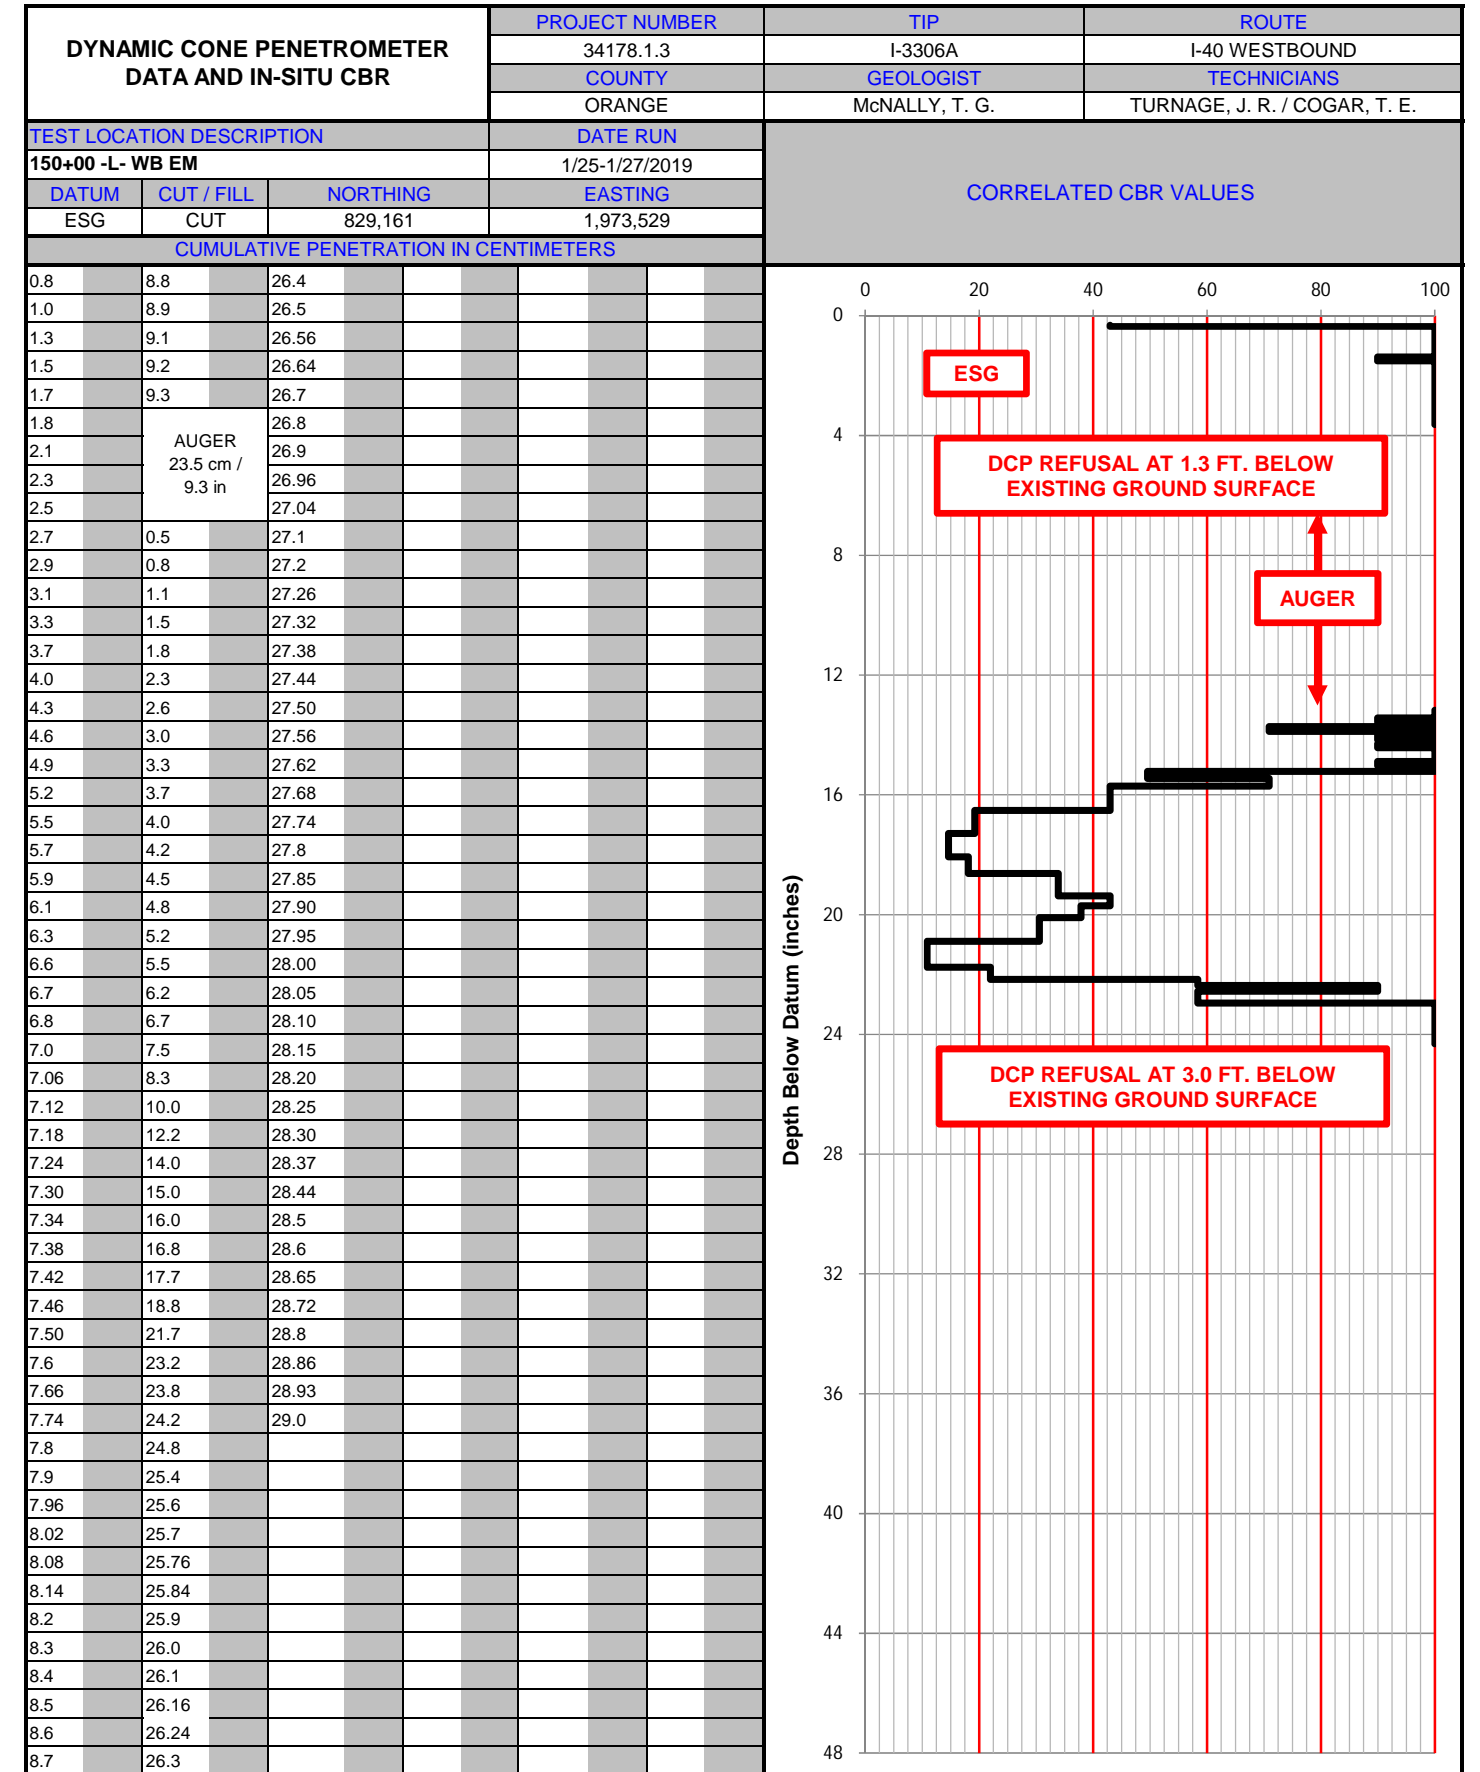 DYNAMIC CONE PENETROMETER
DATA AND IN-SITU CBR
PROJECT NUMBER TIP ROUTE
34178.1.3 I-3306A I-40 WESTBOUND
COUNTY GEOLOGIST TECHNICIANS
ORANGE McNALLY, T. G. TURNAGE, J. R. / COGAR, T. E.
TEST LOCATION DESCRIPTION DATE RUN
150+00 -L- WB EM 1/25-1/27/2019
DATUM CUT / FILL NORTHING EASTING
ESG CUT 829,161 1,973,529
CUMULATIVE PENETRATION IN CENTIMETERS
CORRELATED CBR VALUES
0.8 8.8 26.4
1.0 8.9 26.5
1.3 9.1 26.56
1.5 9.2 26.64
1.7 9.3 26.7
1.8 26.8
2.1 26.9
2.3 26.96
2.5 27.04
AUGER
23.5 cm /
9.3 in
2.7 0.5 27.1
2.9 0.8 27.2
3.1 1.1 27.26
3.3 1.5 27.32
3.7 1.8 27.38
4.0 2.3 27.44
4.3 2.6 27.50
4.6 3.0 27.56
4.9 3.3 27.62
5.2 3.7 27.68
5.5 4.0 27.74
5.7 4.2 27.8
5.9 4.5 27.85
6.1 4.8 27.90
6.3 5.2 27.95
6.6 5.5 28.00
6.7 6.2 28.05
6.8 6.7 28.10
7.0 7.5 28.15
7.06 8.3 28.20
7.12 10.0 28.25
7.18 12.2 28.30
7.24 14.0 28.37
7.30 15.0 28.44
7.34 16.0 28.5
7.38 16.8 28.6
7.42 17.7 28.65
7.46 18.8 28.72
7.50 21.7 28.8
7.6 23.2 28.86
7.66 23.8 28.93
7.74 24.2 29.0
7.8 24.8
7.9 25.4
7.96 25.6
8.02 25.7
8.08 25.76
8.14 25.84
8.2 25.9
8.3 26.0
8.4 26.1
8.5 26.16
8.6 26.24
8.7 26.3
0 20 40 60 80 100
0
4
8
12
16
20
24
28
32
36
40
44
48
Depth Below Datum (inches)
ESG
DCP REFUSAL AT 1.3 FT. BELOW
EXISTING GROUND SURFACE
AUGER
DCP REFUSAL AT 3.0 FT. BELOW
EXISTING GROUND SURFACE